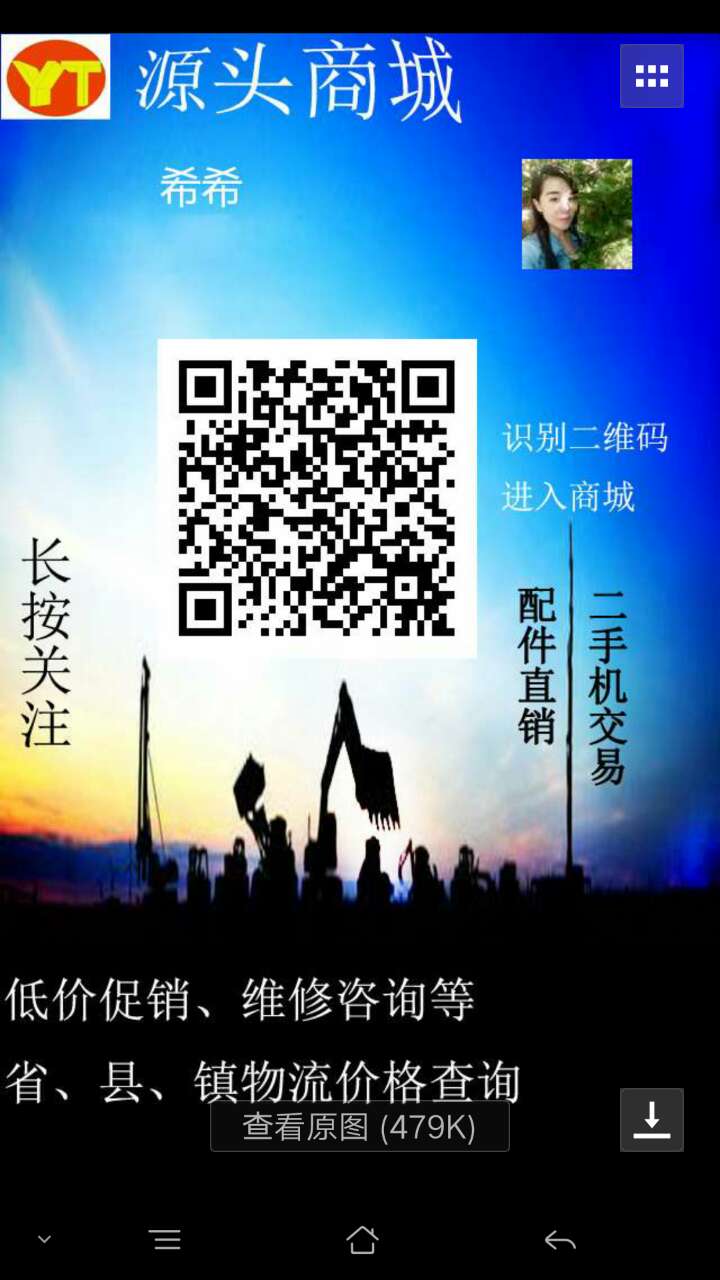 YT
源头商城
希希
识别二维码
进入商城
长按关注
配件直销
二手机交易
低价促销、维修咨询等
省、县、镇物流价格查询
查看原图 (479K)